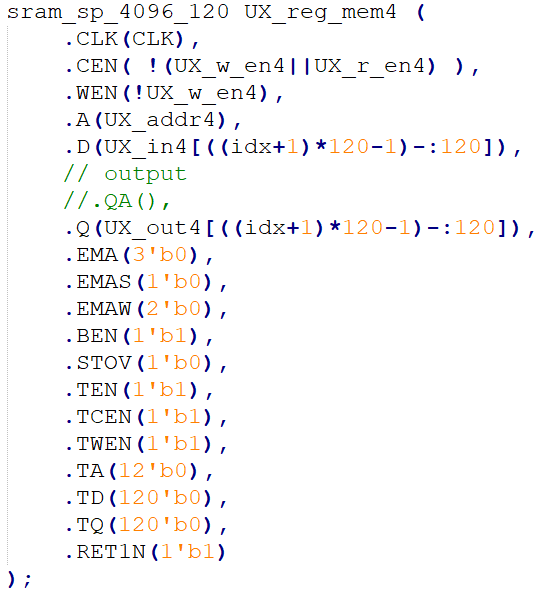 sram_sp_4096_120 UX_reg_mem4 (
.CLK(CLK),
.CEN( !(UX_w_en4||UX_r_en4) ),
.WEN(!UX_w_en4),
.A(UX_addr4),
.D(UX_in4[((idx+1)*120-1)-:120]),
// output
//.QA(),
.Q(UX_out4[((idx+1)*120-1)-:120]),
.EMA(3'b0),
.EMAS(1'b0),
.EMAW(2'b0),
.BEN(1'b1),
.STOV(1'b0),
.TEN(1'b1),
.TCEN(1'b1),
.TWEN(1'b1),
.TA(12'b0),
.TD(120'b0),
.TQ(120'b0),
.RET1N(1'b1)
);